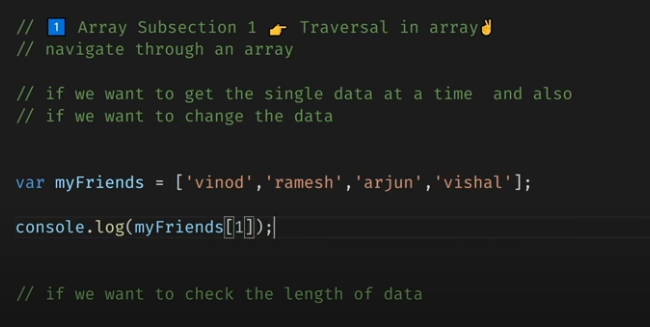 // 1️⃣ Array Subsection 1 👉 Traversal in array✌
// navigate through an array
// if we want to get the single data at a time  and also
// if we want to change the data
var myFriends = ['vinod','ramesh','arjun','vishal'];
console.log(myFriends[1]);
// if we want to check the length of data